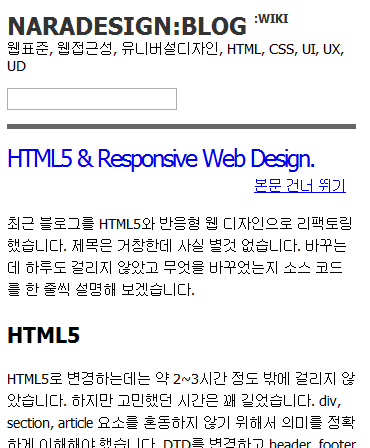 NARADESIGN:BLOG :WIKI
웹표준, 웹접근성, 유니버설디자인, HTML, CSS, UI, UX,
UD
HTML5 & Responsive Web Design.
본문 건너 뛰기
최근 블로그를 HTML5와 반응형 웹 디자인으로 리팩토링
했습니다. 제목은 거창한데 사실 별것 없습니다. 바꾸는
데 하루도 걸리지 않았고 무엇을 바꾸었는지 소스 코드
를 한 줄씩 설명해 보겠습니다.
HTML5
HTML5로 변경하는데는 약 2~3시간 정도 밖에 걸리지 않
았습니다. 하지만 고민했던 시간은 꽤 길었습니다. div,
section, article 요소를 혼동하지 않기 위해서 의미를 정확
하게 이해해야 했습니다. DTD를 변경하고 header, footer